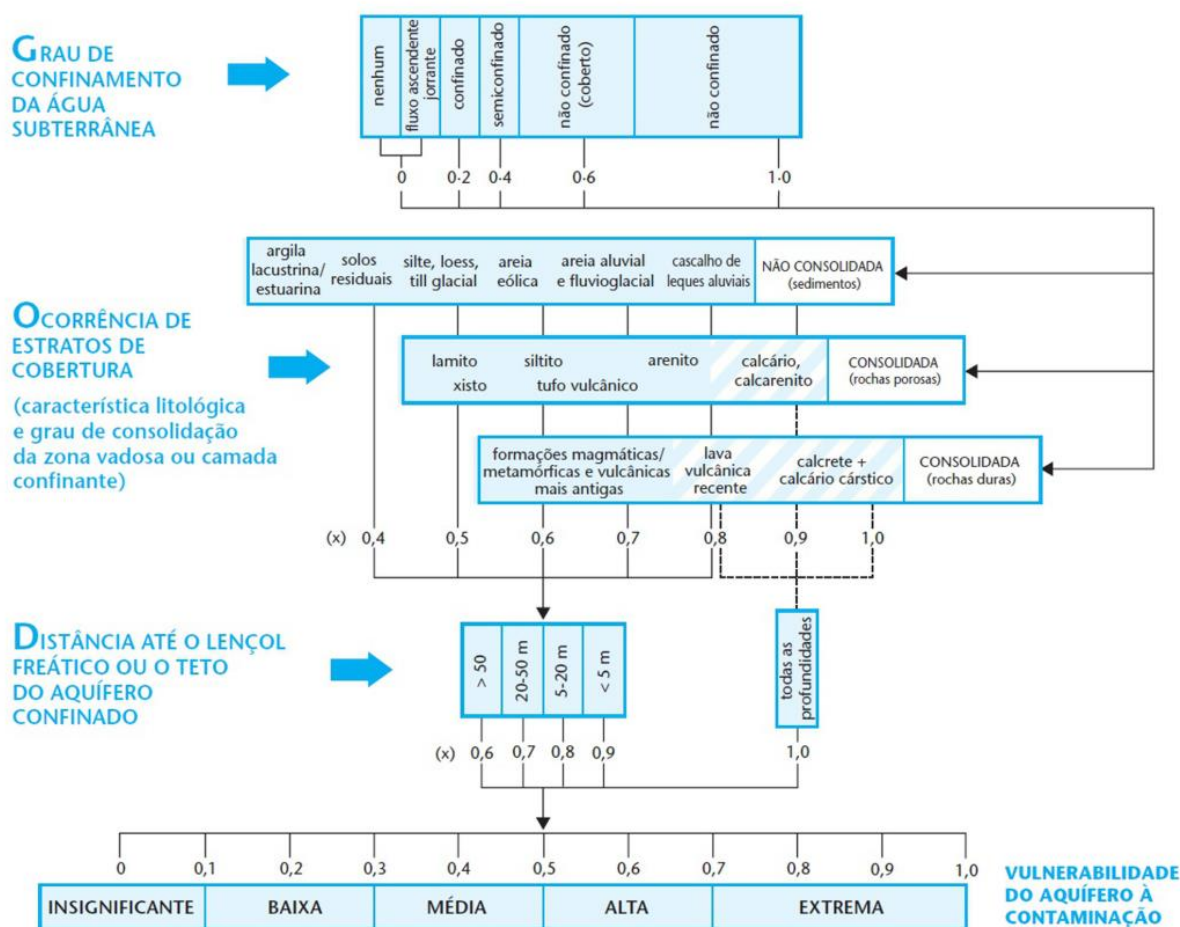 GRAU DE
CONFINAMENTO
DA ÁGUA
SUBTERRÂNEA
nenhum
fluxo ascendente
jorrante
confinado
semiconfinado
não confinado
(coberto)
não confinado
0 0·2 0·4 0·6 1·0
OCORRÊNCIA DE
ESTRATOS DE
COBERTURA
(característica litológica
e grau de consolidação
da zona vadosa ou camada
confinante)
argila
lacustrina/
estuarina
solos
residuais
silte, loess,
till glacial
areia
eólica
areia aluvial
e fluvioglacial
cascalho de
leques aluviais
NÃO CONSOLIDADA
(sedimentos)
lamito
xisto
siltito
tufo vulcânico
arenito
calcário,
calcarenito
CONSOLIDADA
(rochas porosas)
formações magmáticas/
metamórficas e vulcânicas
mais antigas
lava
vulcânica
recente
calcrete +
calcário cárstico
CONSOLIDADA
(rochas duras)
(x) 0,4 0,5 0,6 0,7 0,8 0,9 1,0
DISTÂNCIA ATÉ O LENÇOL
FREÁTICO OU O TETO
DO AQUÍFERO
CONFINADO
> 50
20-50 m
5-20 m
< 5 m
todas as
profundidades
(x) 0,6 0,7 0,8 0,9 1,0
0 0,1 0,2 0,3 0,4 0,5 0,6 0,7 0,8 0,9 1,0
INSIGNIFICANTE BAIXA MÉDIA ALTA EXTREMA
VULNERABILIDADE
DO AQUÍFERO À
CONTAMINAÇÃO